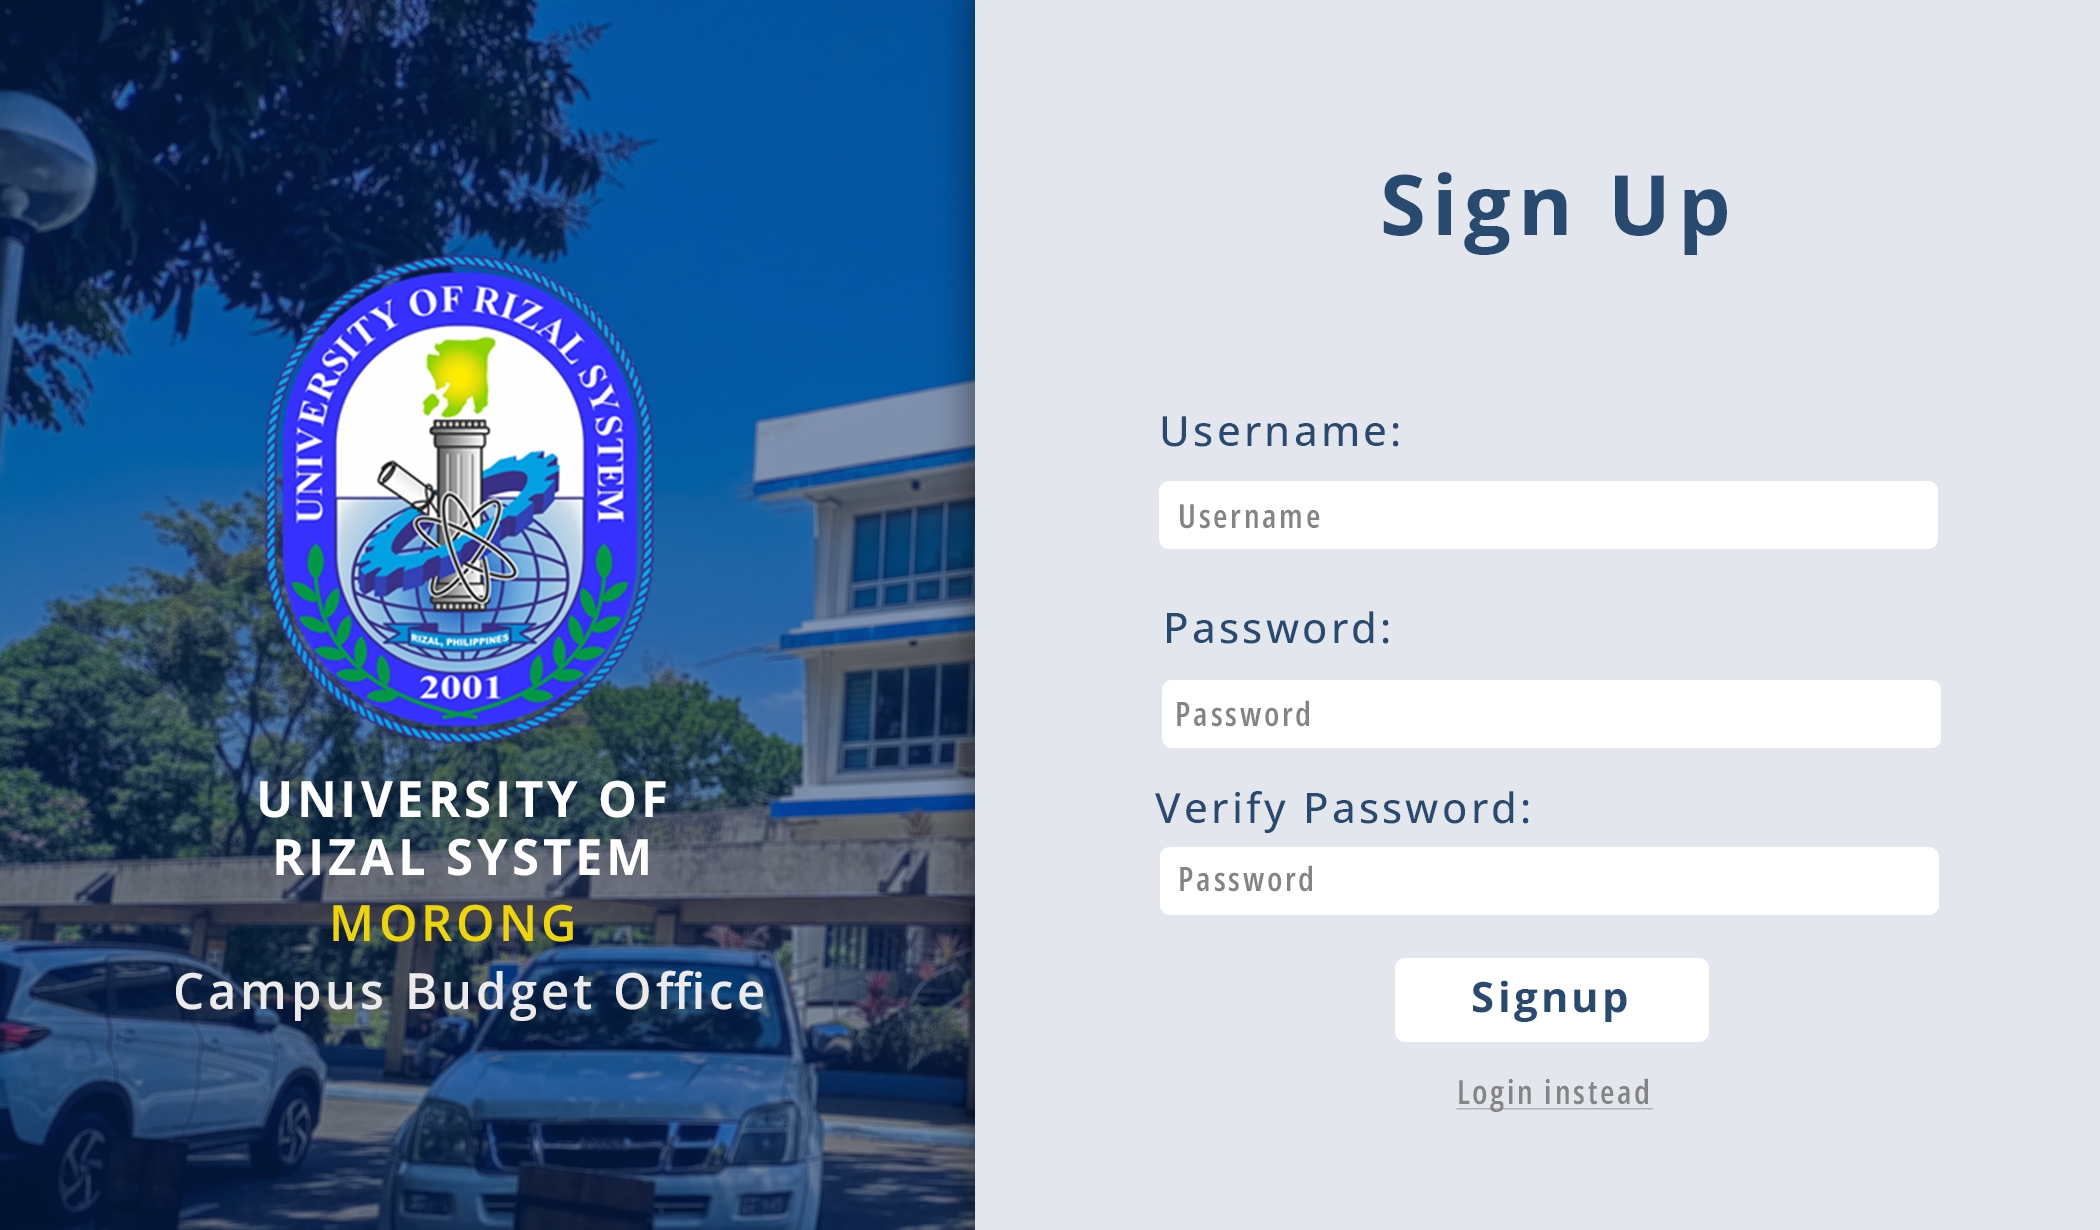 UNIVERSITY OF RIZAL SYSTEM
RIZAL, PHILIPPINES
2001
UNIVERSITY OF
RIZAL SYSTEM
MORONG
Campus Budget Office
Sign Up
Username:
Username
Password:
Password
Verify Password:
Password
Signup
Login instead